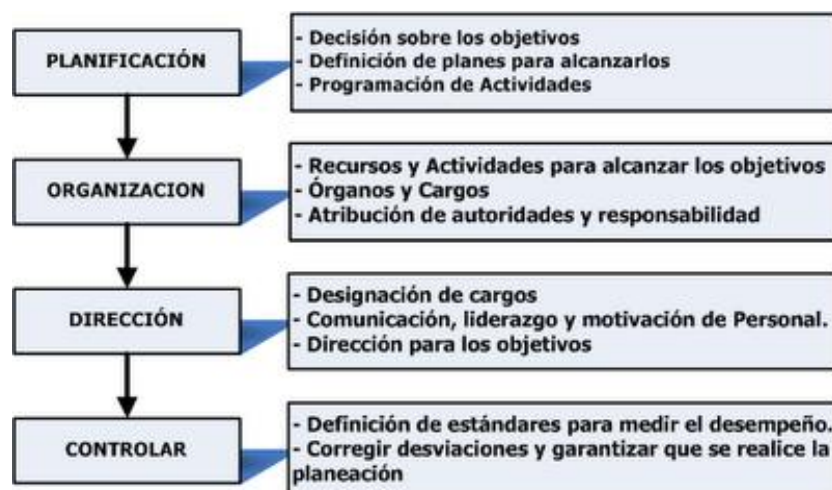 PLANIFICACIÓN
- Decisión sobre los objetivos
- Definición de planes para alcanzarlos
- Programación de Actividades
ORGANIZACION
- Recursos y Actividades para alcanzar los objetivos
- Órganos y Cargos
- Atribución de autoridades y responsabilidad
DIRECCIÓN
- Designación de cargos
- Comunicación, liderazgo y motivación de Personal.
- Dirección para los objetivos
CONTROLAR
- Definición de estándares para medir el desempeño.
- Corregir desviaciones y garantizar que se realice la
planeación